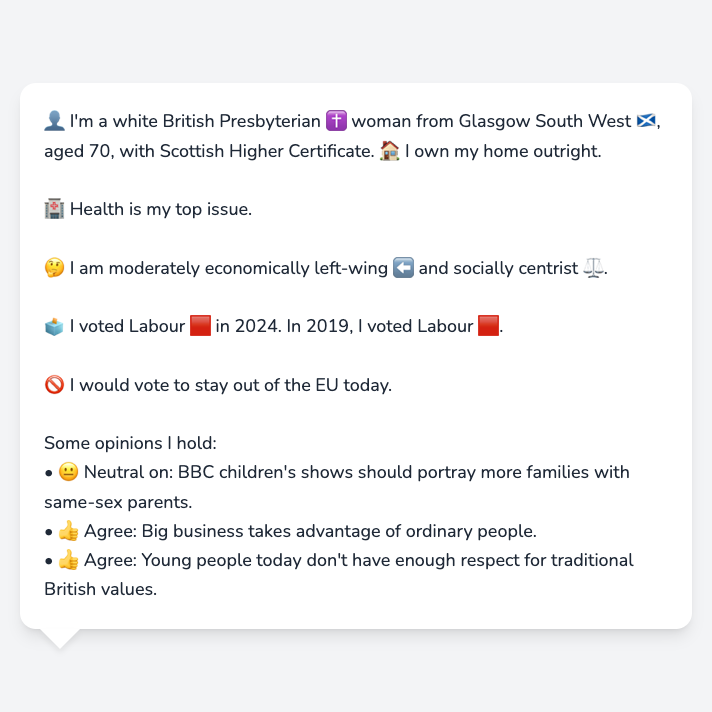 👤 I'm a white British Presbyterian ✝️ woman from Glasgow South West 🏴󠁧󠁢󠁳󠁣󠁴󠁿,
aged 70, with Scottish Higher Certificate. 🏠 I own my home outright.
🏥 Health is my top issue.
🤔 I am moderately economically left-wing ⬅️ and socially centrist ⚖️.
🗳️ I voted Labour 🟥 in 2024. In 2019, I voted Labour 🟥.
🚫 I would vote to stay out of the EU today.
Some opinions I hold:
• 😐 Neutral on: BBC children's shows should portray more families with
same-sex parents.
• 👍 Agree: Big business takes advantage of ordinary people.
• 👍 Agree: Young people today don't have enough respect for traditional
British values.